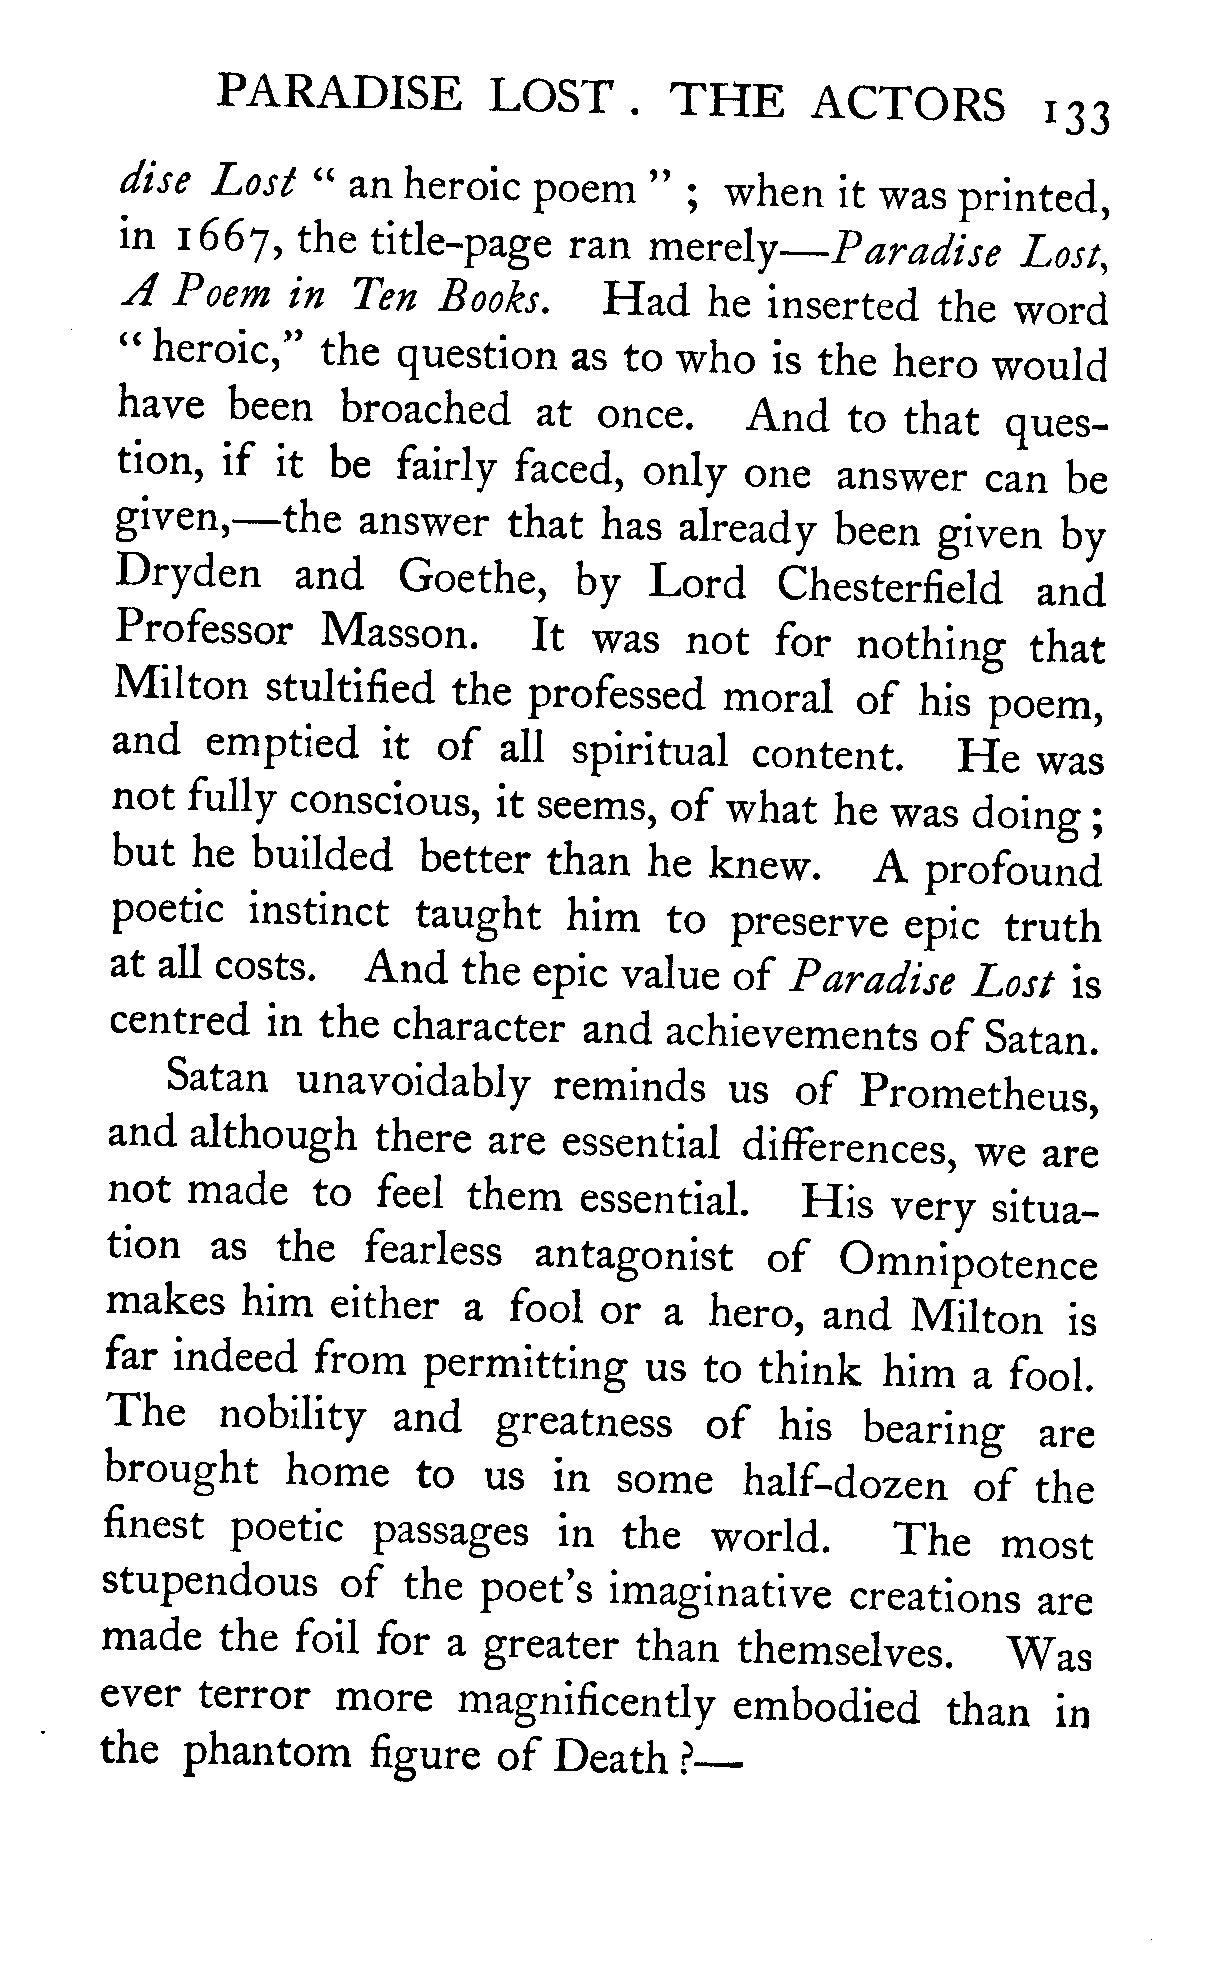 PARADISE LOST . THE ACTORS 133
dise Lost “ an heroic poem ” ; when it was printed,
in 1667, the title-page ran merely—Paradise Lost,
A Poem in Ten Books. Had he inserted the word
“ heroic,” the question as to who is the hero would
have been broached at once. And to that ques-
tion, if it be fairly faced, only one answer can be
given,—the answer that has already been given by
Dryden and Goethe, by Lord Chesterfield and
Professor Masson. It was not for nothing that
Milton stultified the professed moral of his poem,
and emptied it of all spiritual content. He was
not fully conscious, it seems, of what he was doing ;
but he builded better than he knew. A profound
poetic instinct taught him to preserve epic truth
at all costs. And the epic value of Paradise Lost is
centred in the character and achievements of Satan.
Satan unavoidably reminds us of Prometheus,
and although there are essential differences, we are
not made to feel them essential. His very situa-
tion as the fearless antagonist of Omnipotence
makes him either a fool or a hero, and Milton is
far indeed from permitting us to think him a fool.
The nobility and greatness of his bearing are
brought home to us in some half-dozen of the
finest poetic passages in the world. The most
stupendous of the poet’s imaginative creations are
made the foil for a greater than themselves. Was
ever terror more magnificently embodied than in
the phantom figure of Death ?—